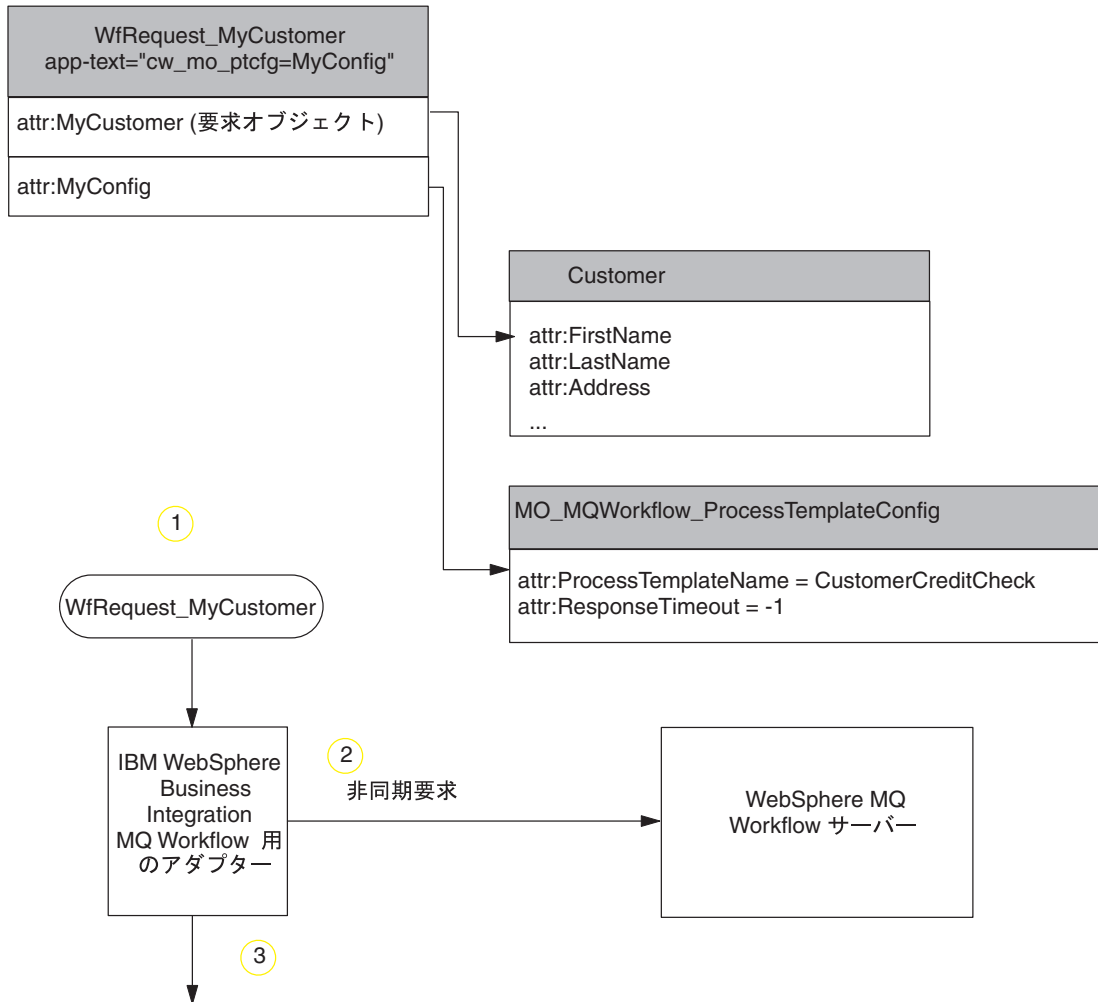 WfRequest_MyCustomer
app-text="cw_mo_ptcfg=MyConfig"
attr:MyCustomer (要求オブジェクト)
attr:MyConfig
Customer
attr:FirstName
attr:LastName
attr:Address
...
MO_MQWorkflow_ProcessTemplateConfig
attr:ProcessTemplateName = CustomerCreditCheck
attr:ResponseTimeout = -1
1
WfRequest_MyCustomer
IBM WebSphere
Business
Integration
MQ Workflow 用
のアダプター
2
非同期要求
WebSphere MQ
Workflow サーバー
3